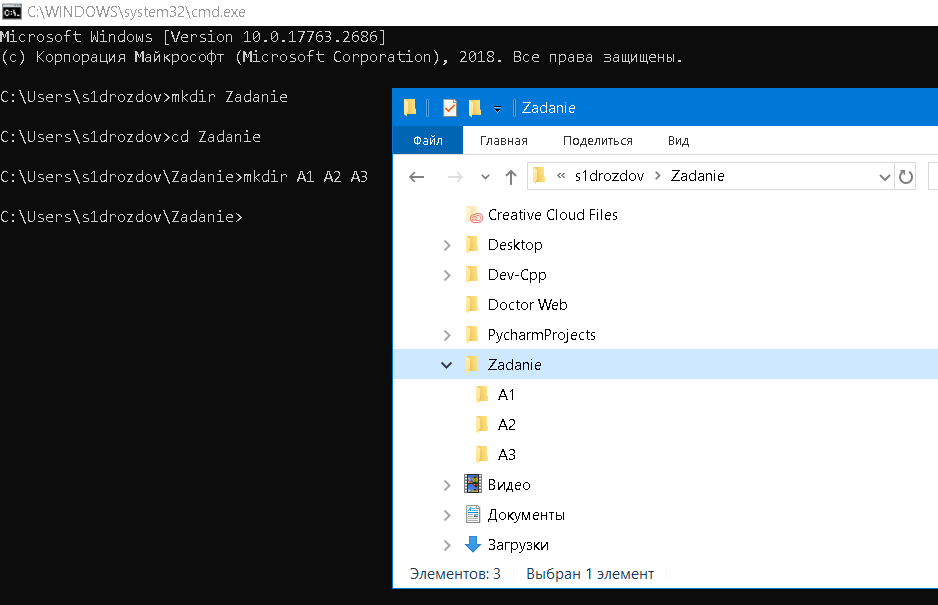 C:\WINDOWS\system32\cmd.exe
Microsoft Windows [Version 10.0.17763.2686]
(c) Корпорация Майкрософт (Microsoft Corporation), 2018. Все права защищены.
C:\Users\s1drozdov>mkdir Zadanie
C:\Users\s1drozdov>cd Zadanie
C:\Users\s1drozdov\Zadanie>mkdir A1 A2 A3
C:\Users\s1drozdov\Zadanie>
Zadanie
Файл Главная Поделиться Вид
« s1drozdov > Zadanie
Creative Cloud Files
Desktop
Dev-Cpp
Doctor Web
PycharmProjects
Zadanie
A1
A2
A3
Видео
Документы
Загрузки
Элементов: 3 Выбран 1 элемент